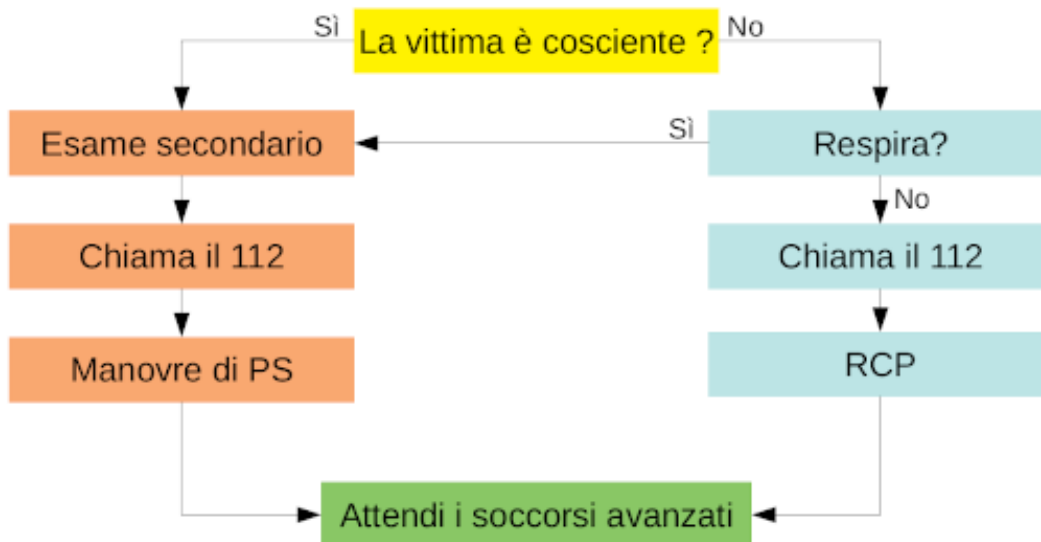 Sì
La vittima è cosciente ?
No
Esame secondario
Sì
Respira?
No
Chiama il 112
Chiama il 112
Manovre di PS
RCP
Attendi i soccorsi avanzati